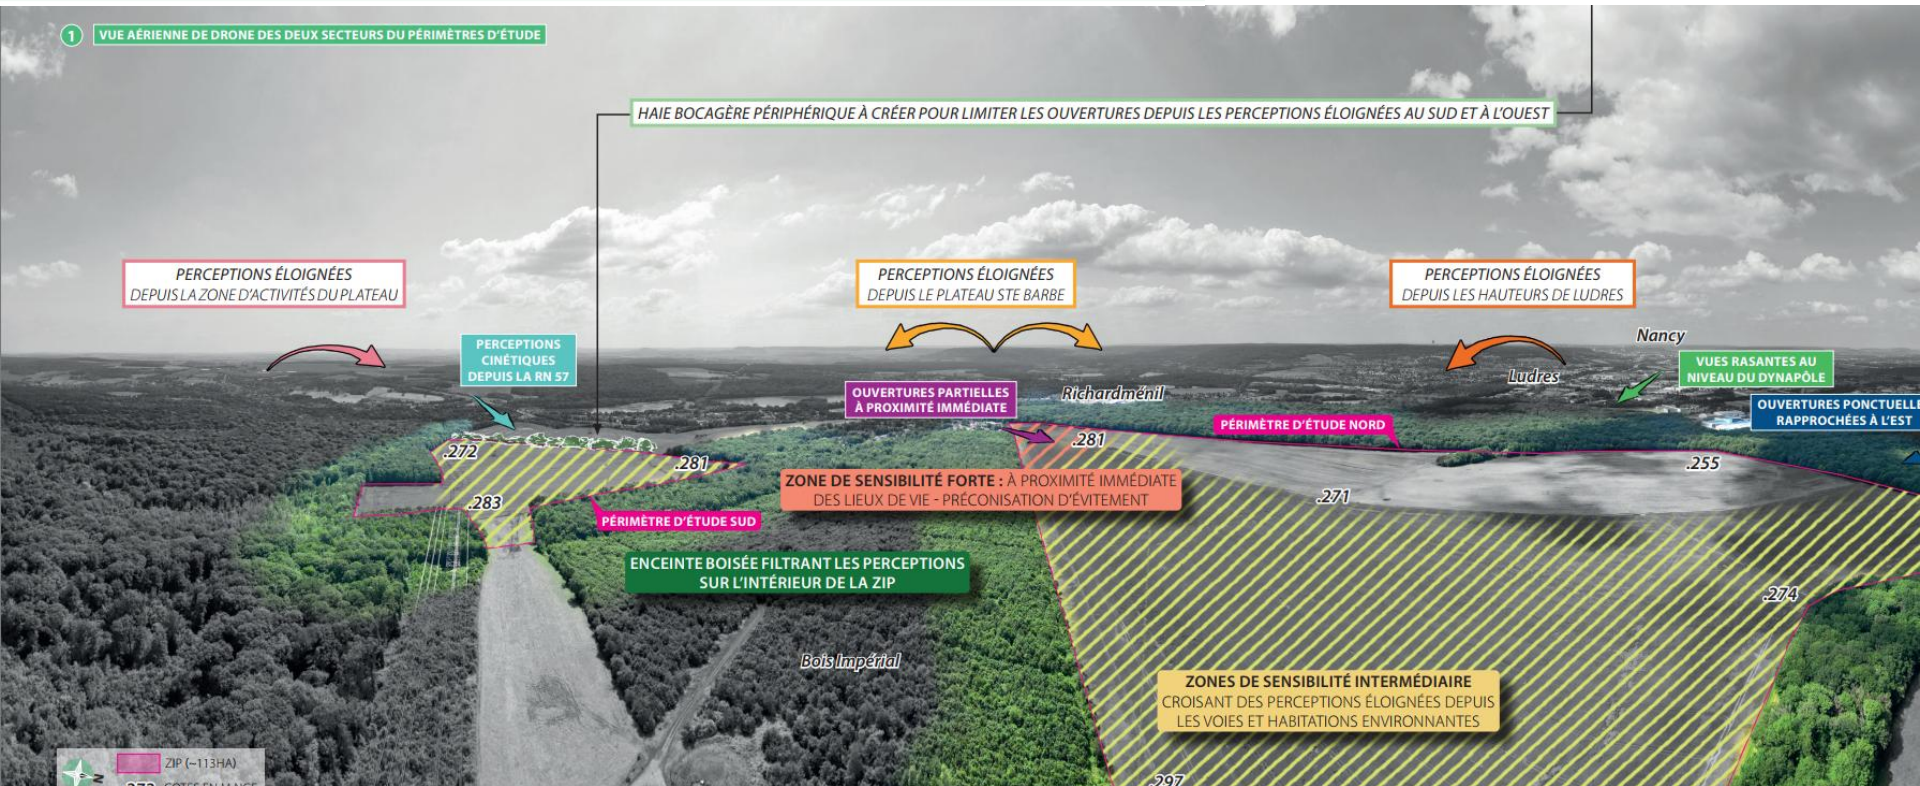 1 VUE AÉRIENNE DE DRONE DES DEUX SECTEURS DU PÉRIMÈTRES D'ÉTUDE
HAIE BOCAGÈRE PÉRIPHÉRIQUE À CRÉER POUR LIMITER LES OUVERTURES DEPUIS LES PERCEPTIONS ÉLOIGNÉES AU SUD ET À L'OUEST
PERCEPTIONS ÉLOIGNÉES
DEPUIS LA ZONE D'ACTIVITÉS DU PLATEAU
PERCEPTIONS ÉLOIGNÉES
DEPUIS LE PLATEAU STE BARBE
PERCEPTIONS ÉLOIGNÉES
DEPUIS LES HAUTEURS DE LUDRES
PERCEPTIONS
CINÉTIQUES
DEPUIS LA RN 57
Nancy
VUES RASANTES AU
NIVEAU DU DYNAPÔLE
Ludres
OUVERTURES PARTIELLES
À PROXIMITÉ IMMÉDIATE
Richardménil
OUVERTURES PONCTUELLE
RAPPROCHÉES À L'EST
PÉRIMÈTRE D'ÉTUDE NORD
.272
.281
.281
.255
ZONE DE SENSIBILITÉ FORTE : À PROXIMITÉ IMMÉDIATE
DES LIEUX DE VIE - PRÉCONISATION D'ÉVITEMENT
.283
.271
PÉRIMÈTRE D'ÉTUDE SUD
ENCEINTE BOISÉE FILTRANT LES PERCEPTIONS
SUR L'INTÉRIEUR DE LA ZIP
.274
Bois Impérial
ZONES DE SENSIBILITÉ INTERMÉDIAIRE
CROISANT DES PERCEPTIONS ÉLOIGNÉES DEPUIS
LES VOIES ET HABITATIONS ENVIRONNANTES
N
ZIP (~113HA)
.297